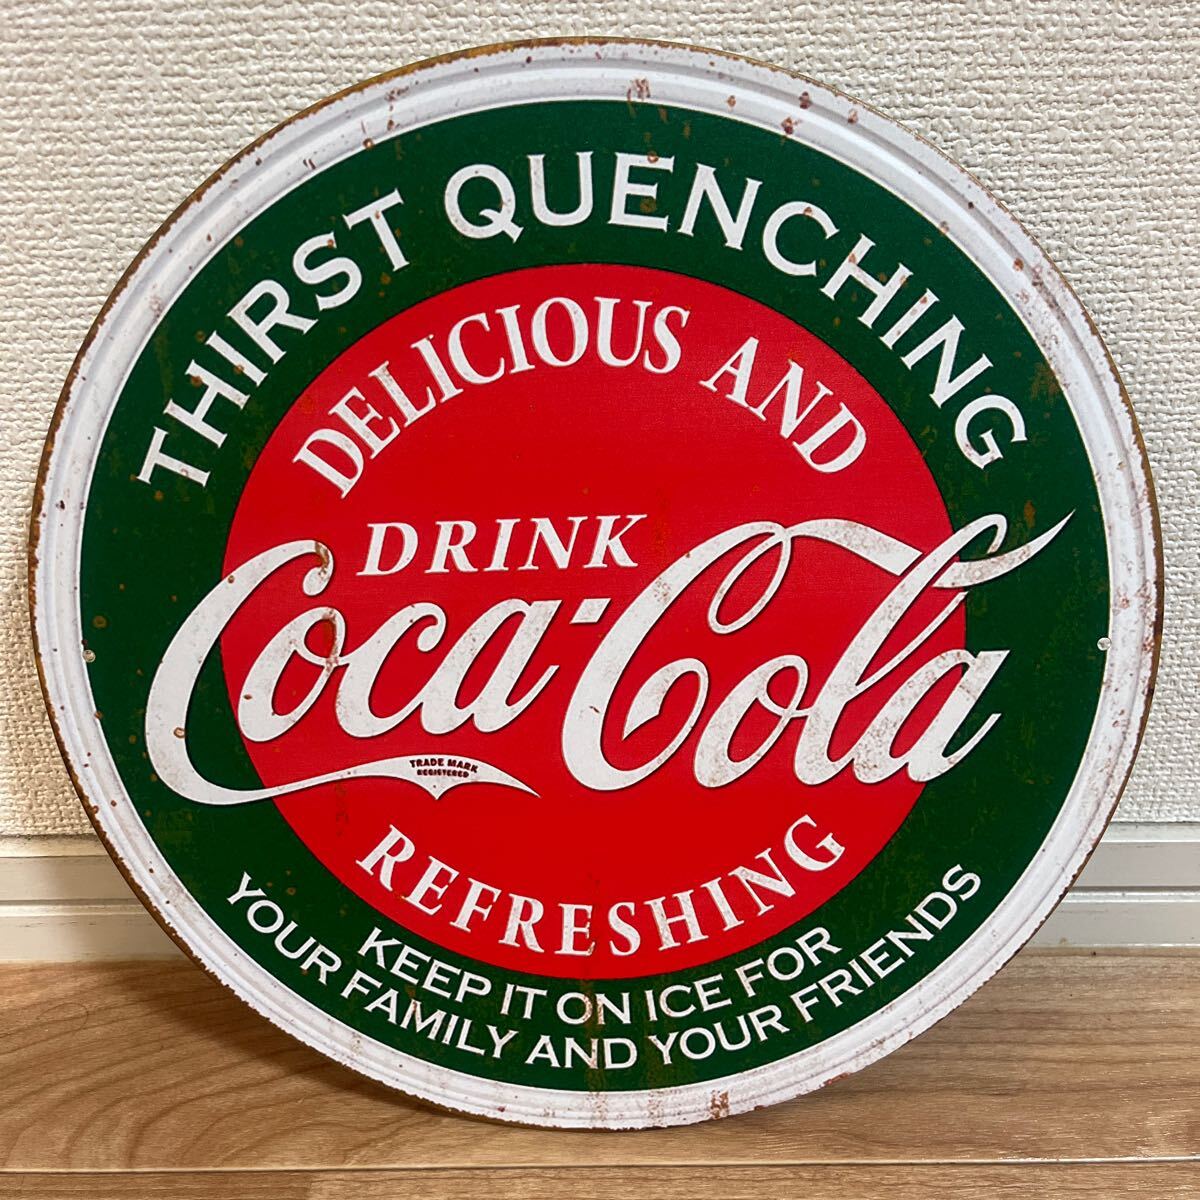 THIRST QUENCHING
DELICIOUS AND
DRINK
Coca-Cola
TRADE MARK
REGISTERED
REFRESHING
KEEP IT ON ICE FOR
YOUR FAMILY AND YOUR FRIENDS